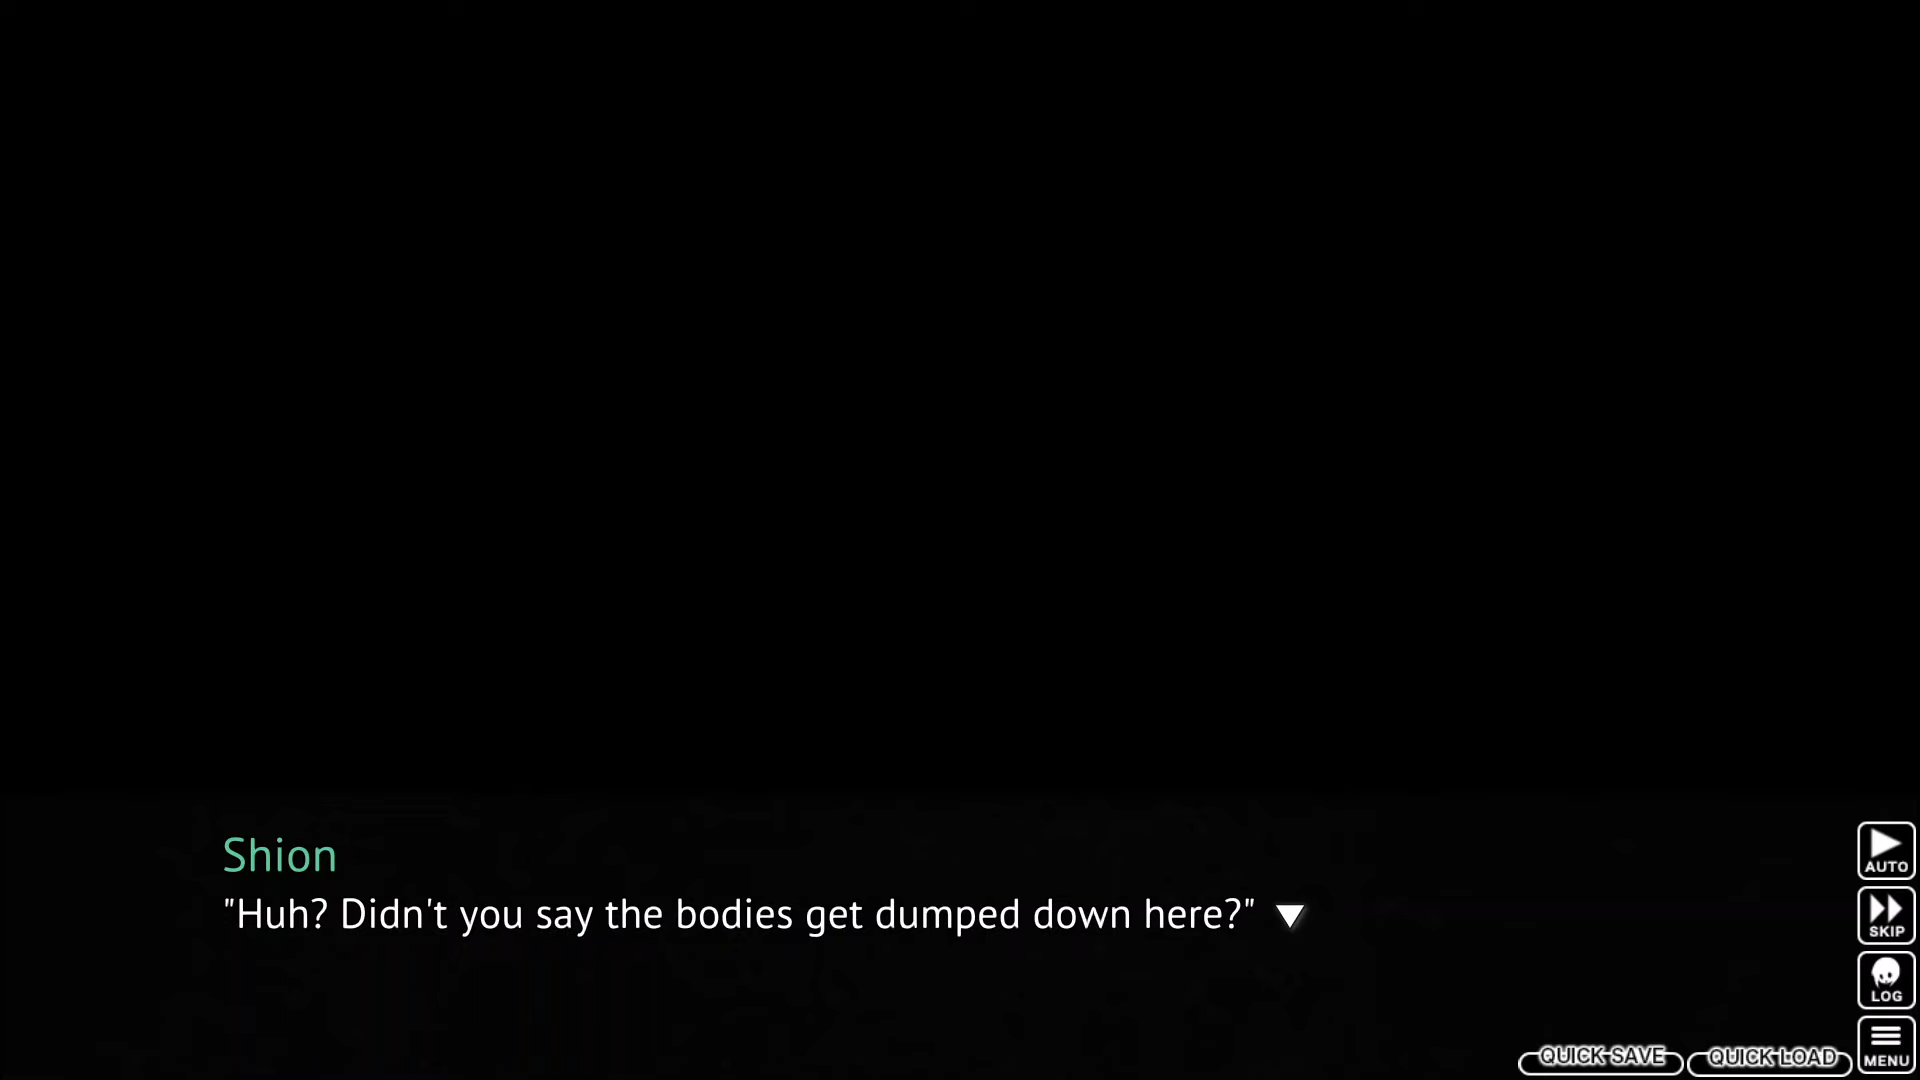 Shion
"Huh? Didn't you say the bodies get dumped down here?"
AUTO
SKIP
LOG
MENU
QUICK SAVE
QUICK LOAD